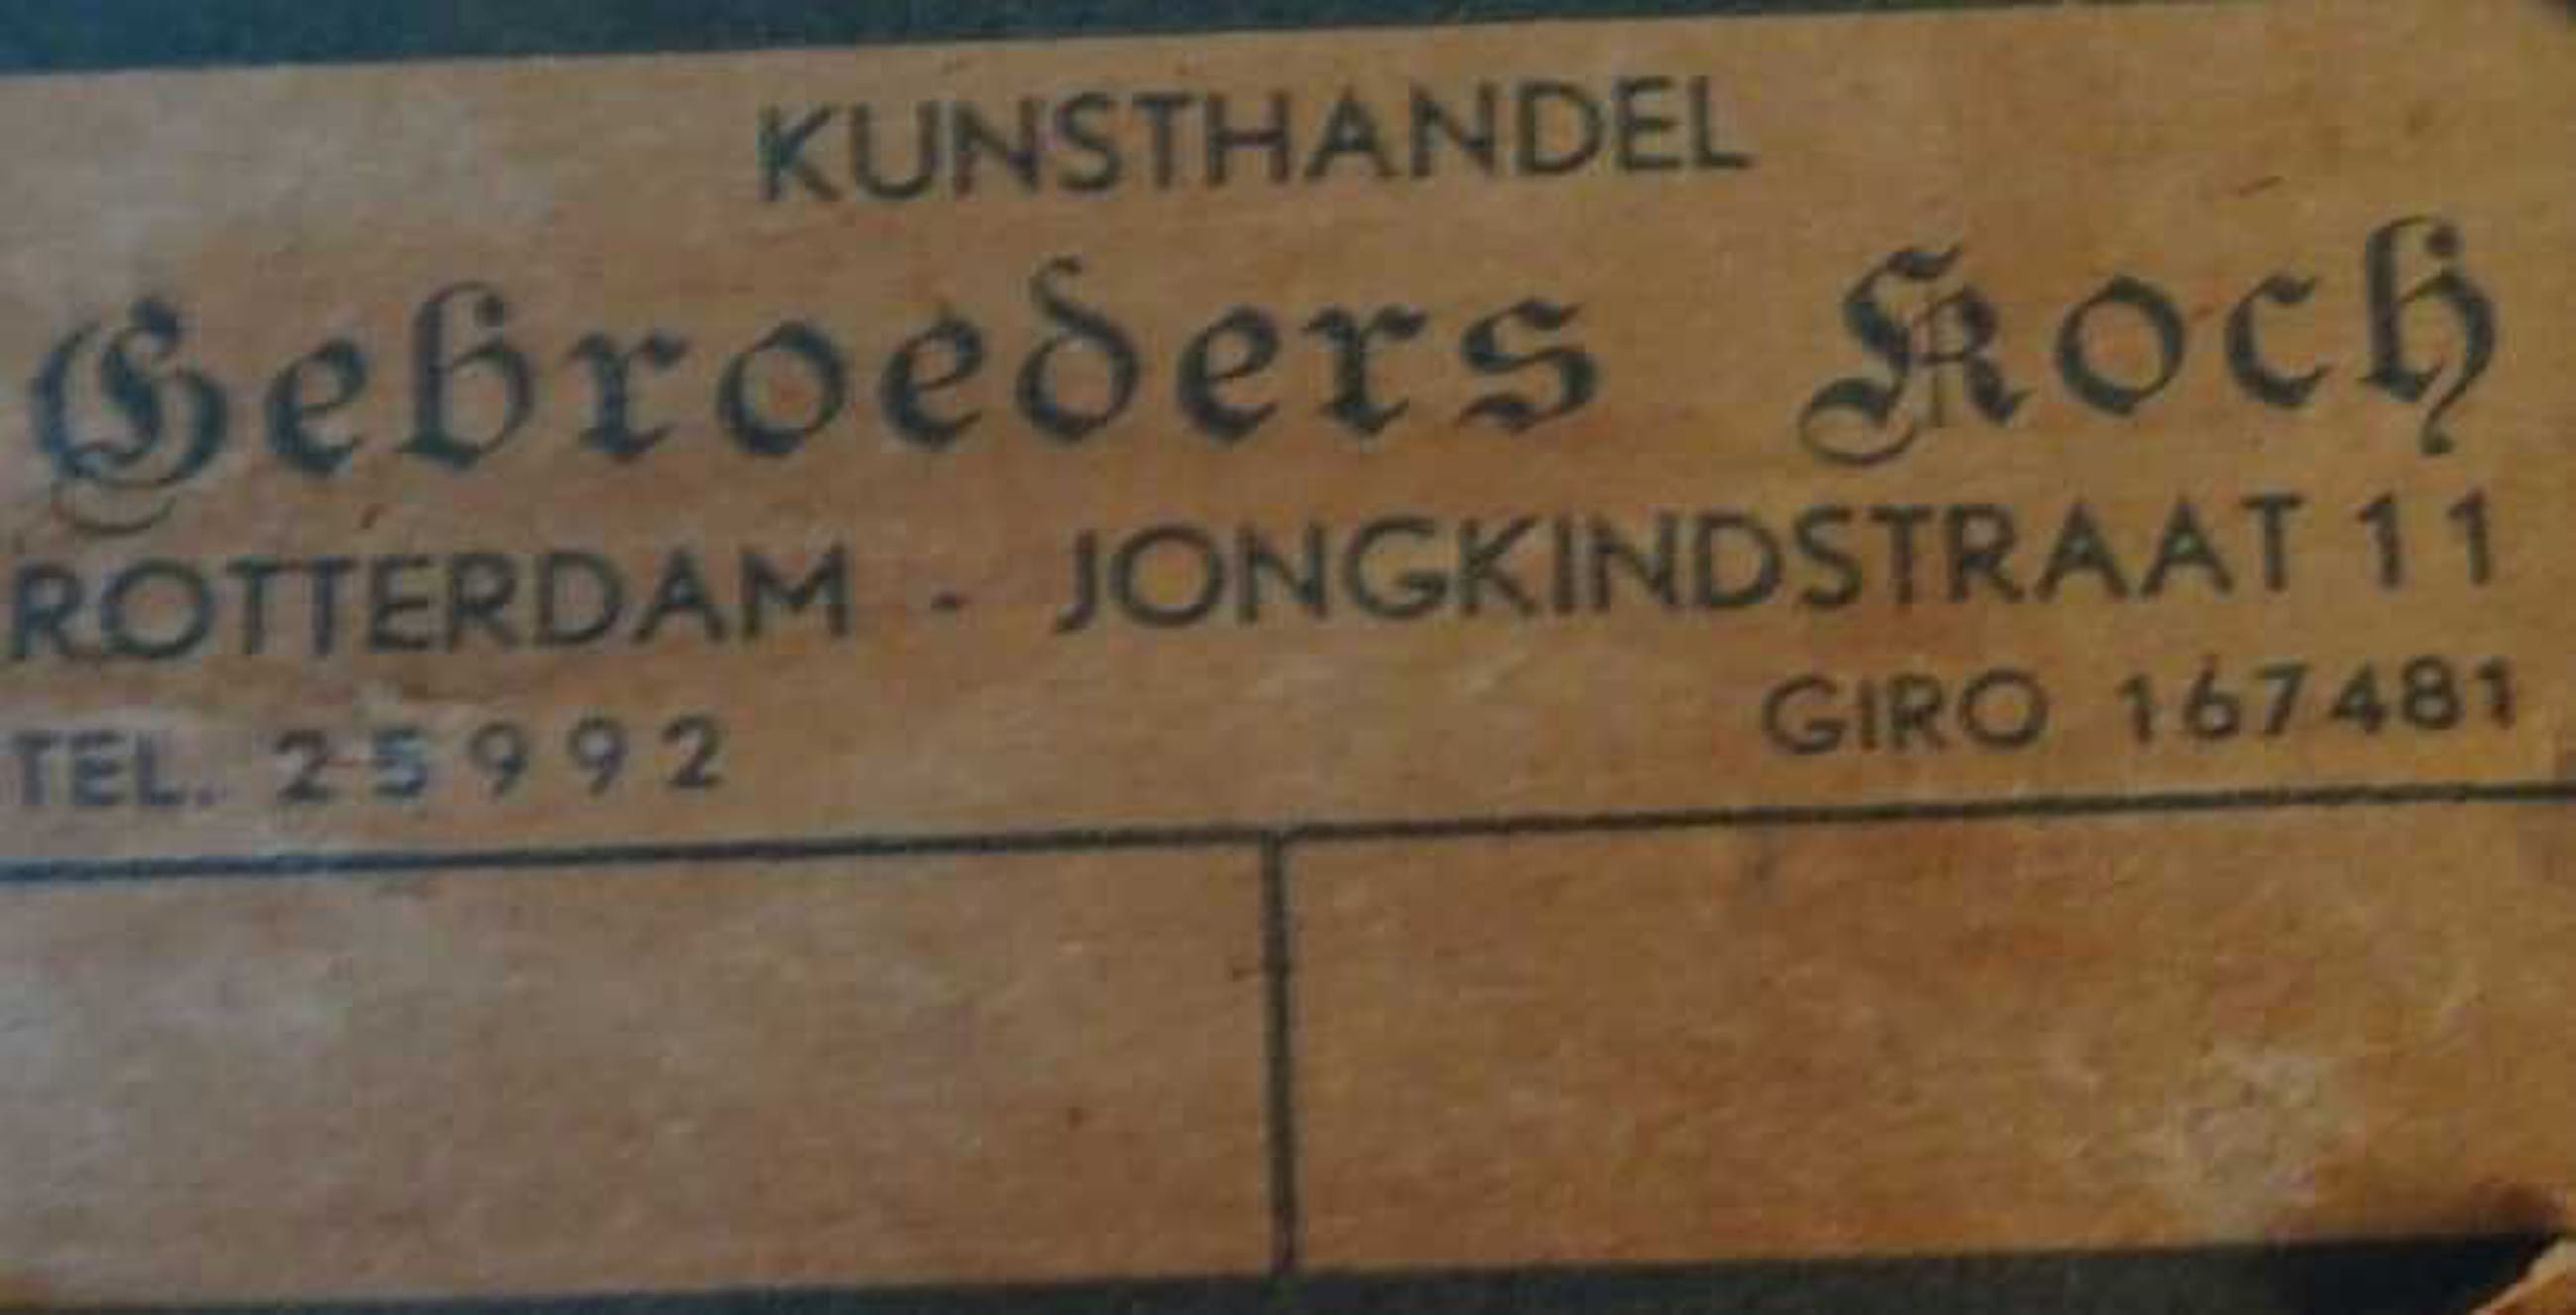 KUNSTHANDEL
Gebroeders Koch
ROTTERDAM - JONGKINDSTRAAT 11
TEL. 25992 GIRO 167481